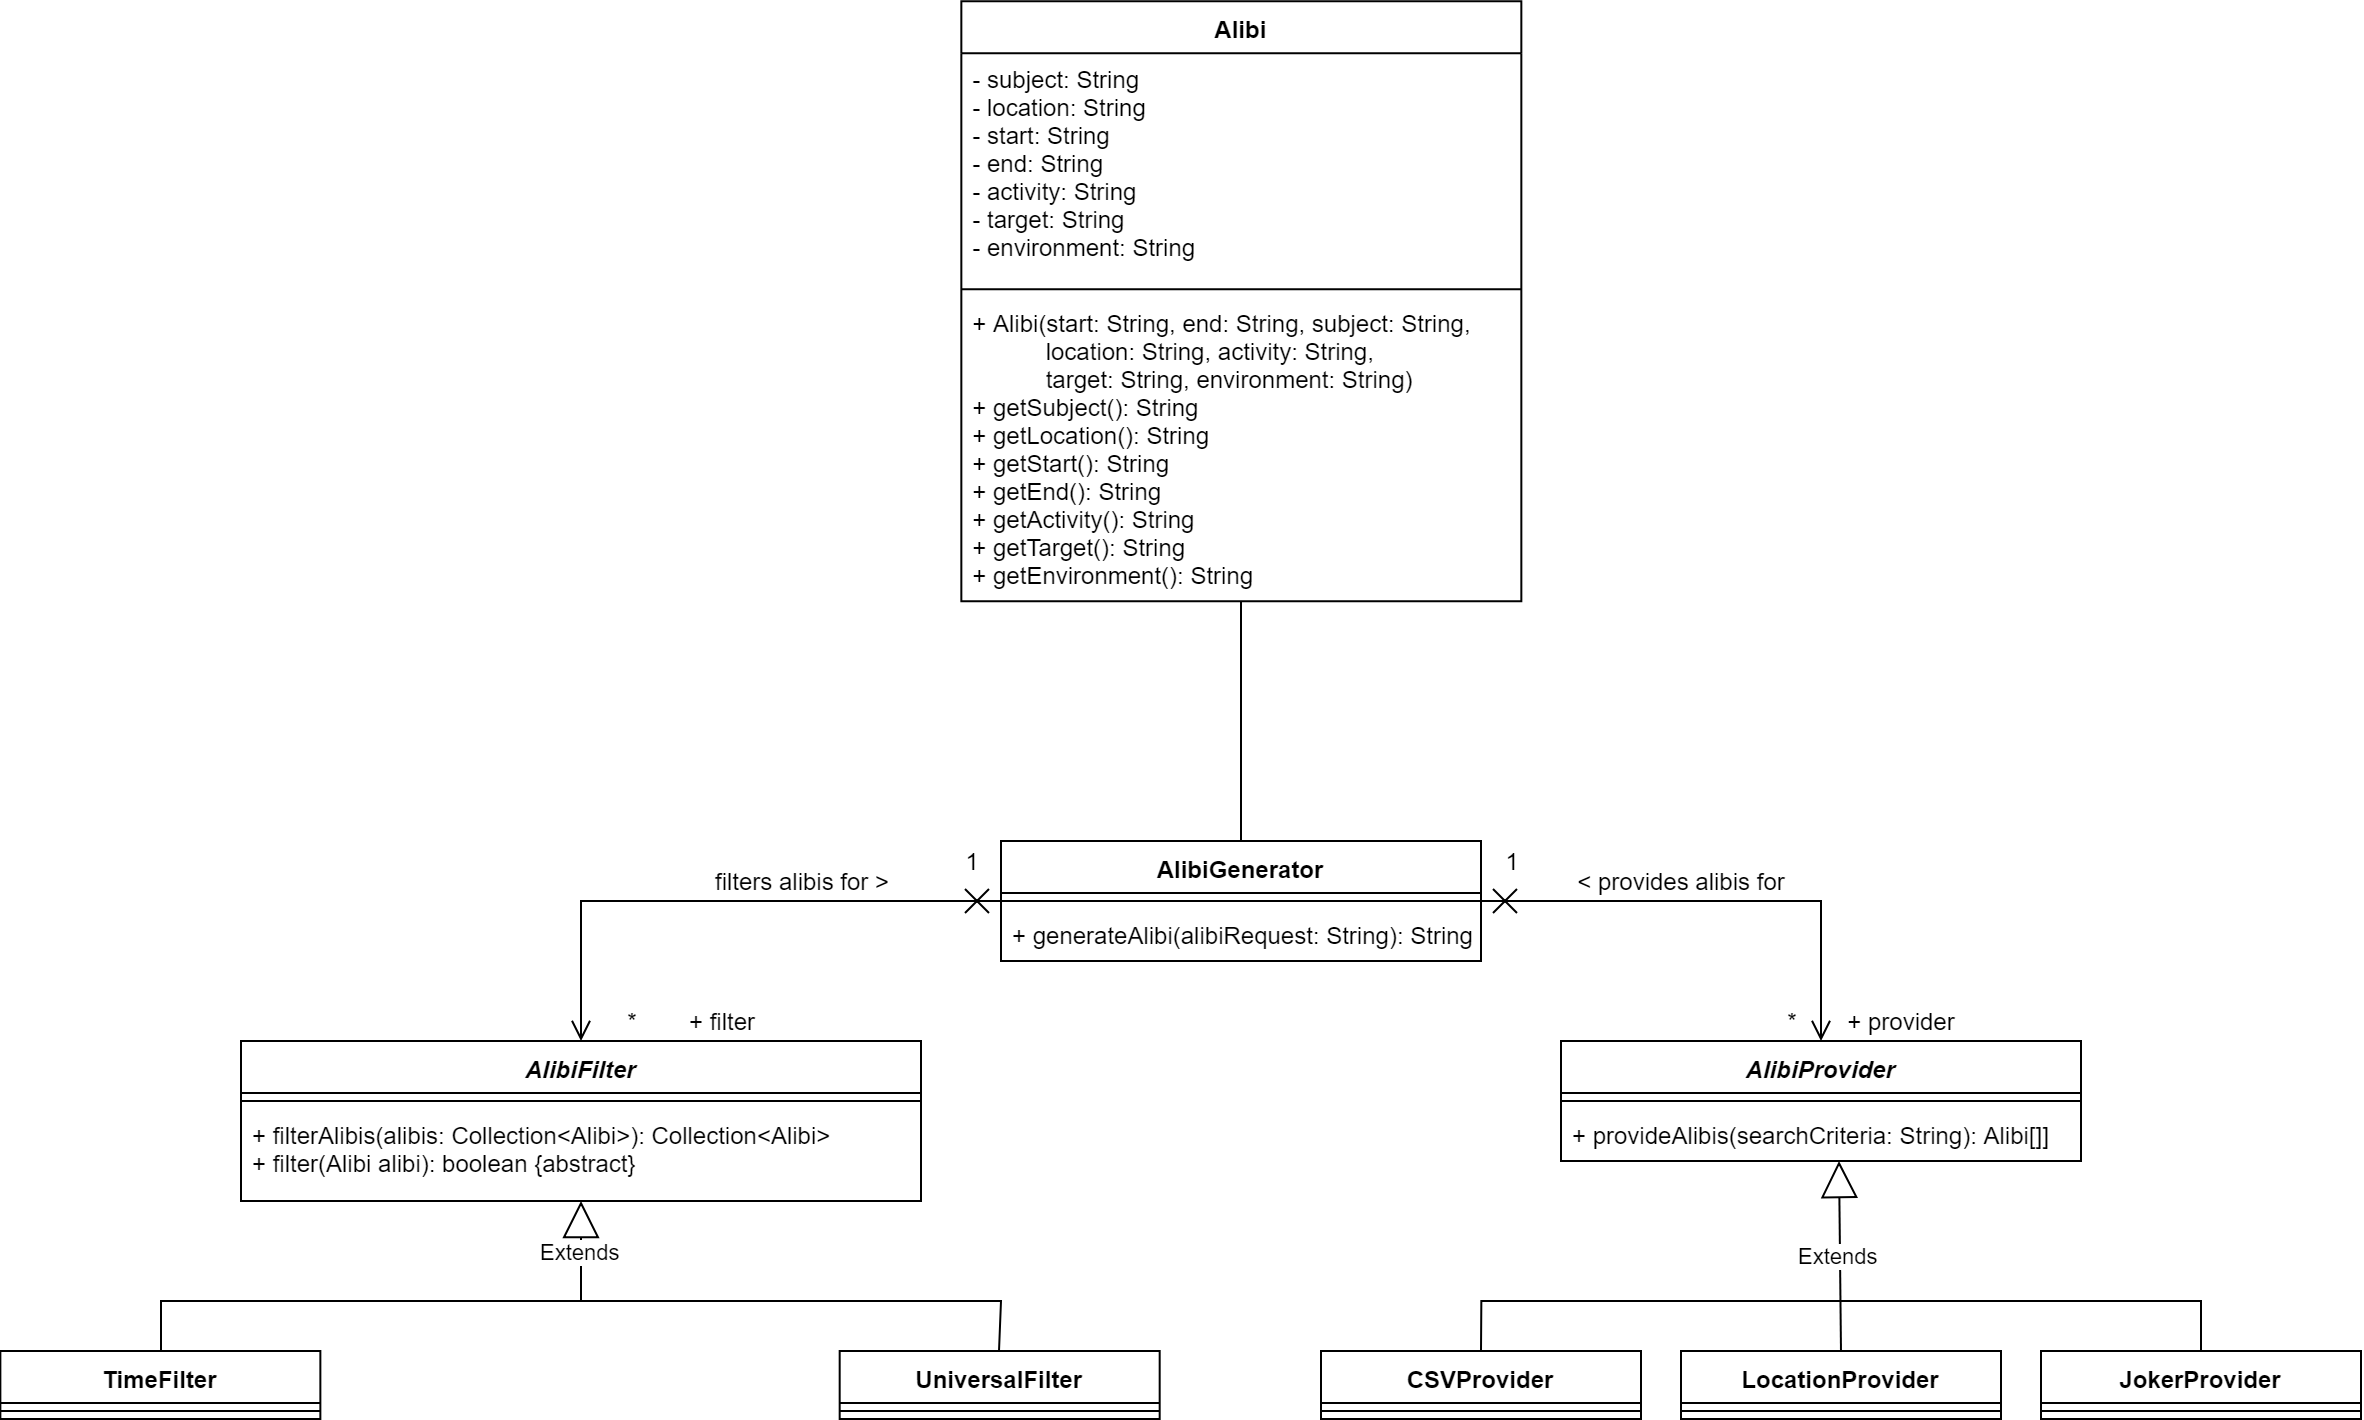 Alibi
- subject: String
- location: String
- start: String
- end: String
- activity: String
- target: String
- environment: String
+ Alibi(start: String, end: String, subject: String,
location: String, activity: String,
target: String, environment: String)
+ getSubject(): String
+ getLocation(): String
+ getStart(): String
+ getEnd(): String
+ getActivity(): String
+ getTarget(): String
+ getEnvironment(): String
1
1
AlibiGenerator
filters alibis for >
< provides alibis for
+ generateAlibi(alibiRequest: String): String
*
+ filter
*
+ provider
AlibiFilter
+ filterAlibis(alibis: Collection<Alibi>): Collection<Alibi>
+ filter(Alibi alibi): boolean {abstract}
AlibiProvider
+ provideAlibis(searchCriteria: String): Alibi[]]
Extends
Extends
TimeFilter
UniversalFilter
CSVProvider
LocationProvider
JokerProvider